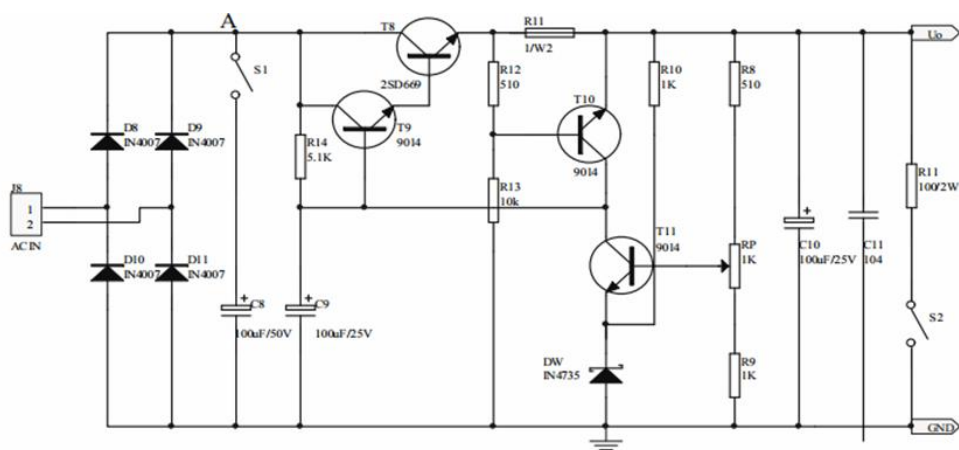 A
T8
R11
1/W2
Uo
S1
2SD669
R12
510
R10
1K
R8
510
T10
D8
IN4007
D9
IN4007
T9
9014
R14
5.1K
9014
R11
100/2W
J8
1
2
ACIN
R13
10k
T11
9014
RP
1K
C10
100uF/25V
C11
104
D10
IN4007
D11
IN4007
+
C8
100uF/50V
+
C9
100uF/25V
+
S2
DW
IN4735
R9
1K
GND